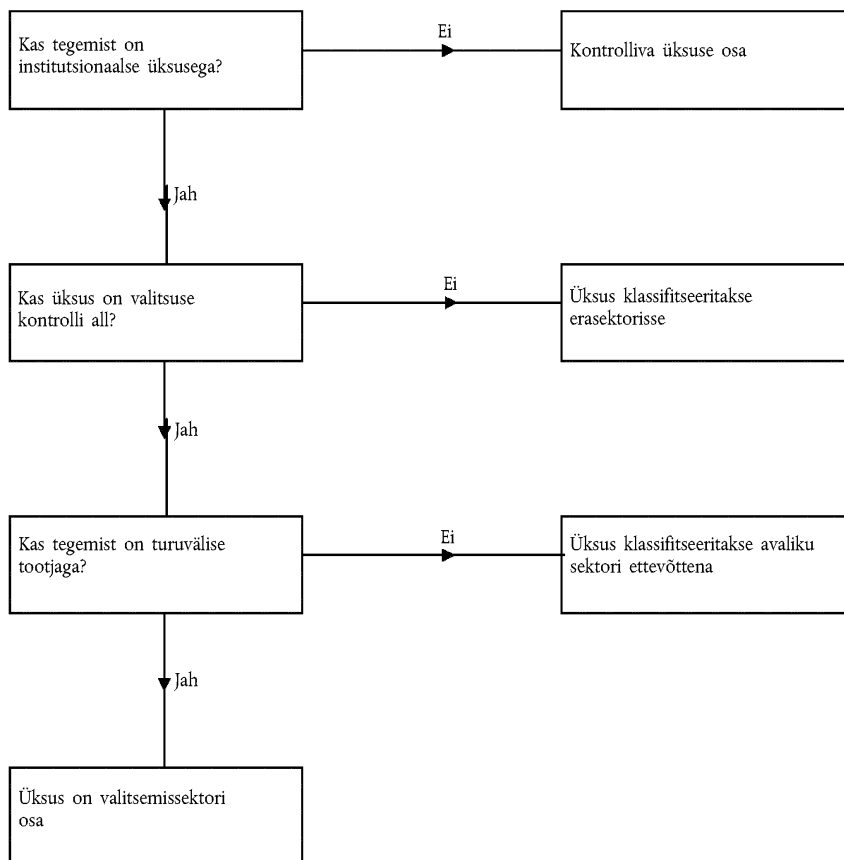 Kas tegemist on
institutsionaalse üksusega?
Ei
Kontrolliva üksuse osa
Jah
Kas üksus on valitsuse
kontrolli all?
Ei
Üksus klassifitseeritakse
erasektorisse
Jah
Kas tegemist on turuvälise
tootjaga?
Ei
Üksus klassifitseeritakse avaliku
sektori ettevõttena
Jah
Üksus on valitsemissektori
osa